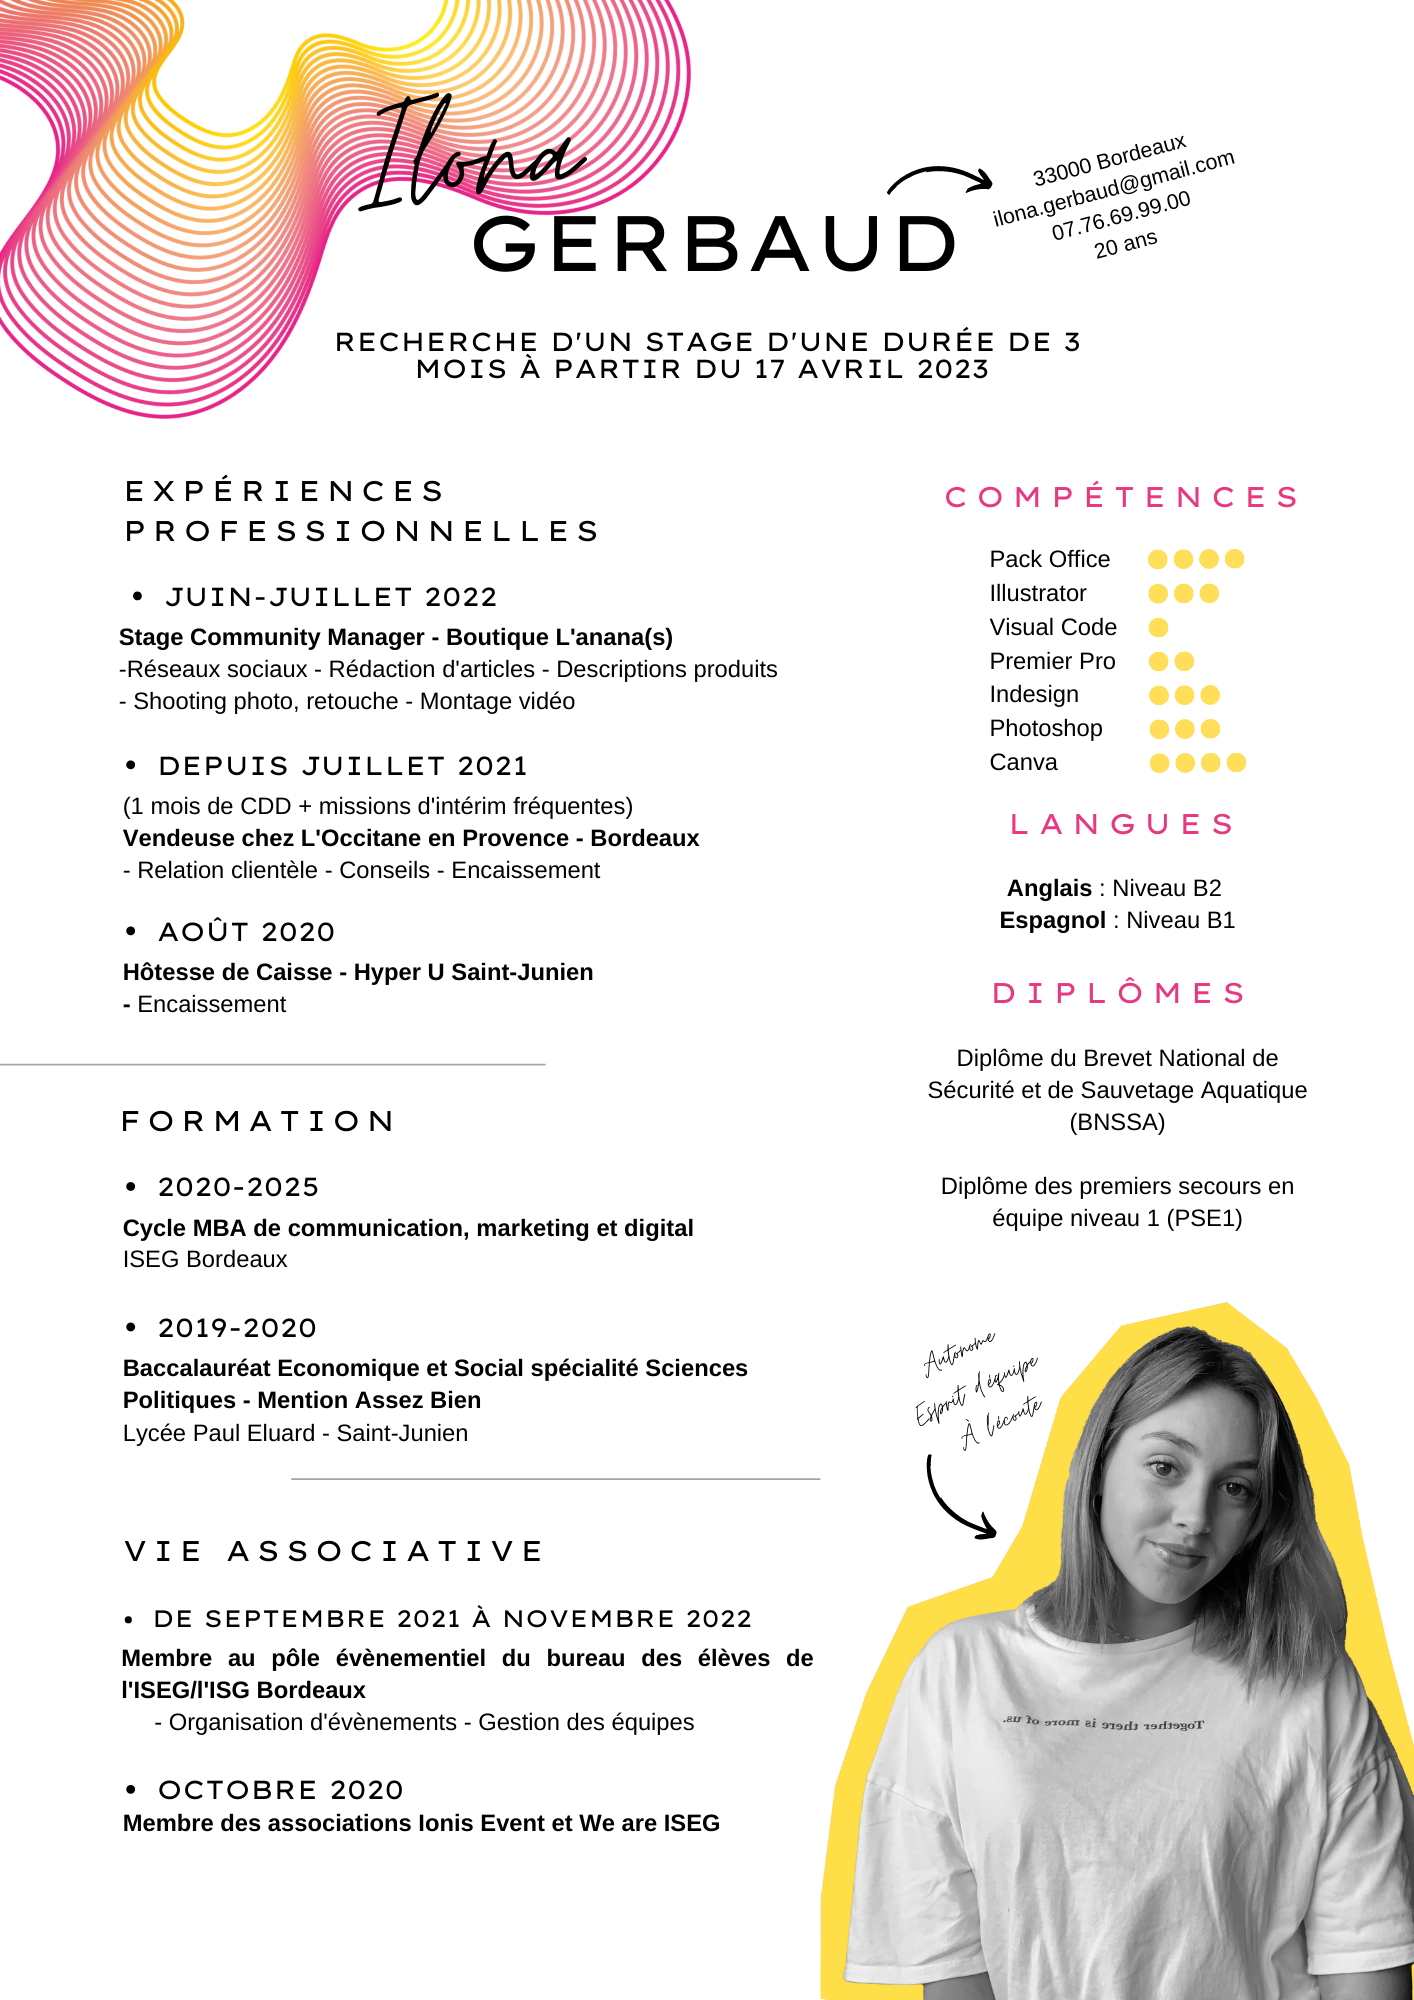 Ilona
GERBAUD
33000 Bordeaux
ilona.gerbaud@gmail.com
07.76.69.99.00
20 ans
RECHERCHE D'UN STAGE D'UNE DURÉE DE 3
MOIS À PARTIR DU 17 AVRIL 2023
EXPÉRIENCES
PROFESSIONNELLES
• JUIN-JUILLET 2022
Stage Community Manager - Boutique L'anana(s)
-Réseaux sociaux - Rédaction d'articles - Descriptions produits
- Shooting photo, retouche - Montage vidéo
• DEPUIS JUILLET 2021
(1 mois de CDD + missions d'intérim fréquentes)
Vendeuse chez L'Occitane en Provence - Bordeaux
- Relation clientèle - Conseils - Encaissement
• AOÛT 2020
Hôtesse de Caisse - Hyper U Saint-Junien
- Encaissement
FORMATION
• 2020-2025
Cycle MBA de communication, marketing et digital
ISEG Bordeaux
• 2019-2020
Baccalauréat Economique et Social spécialité Sciences
Politiques - Mention Assez Bien
Lycée Paul Eluard - Saint-Junien
VIE ASSOCIATIVE
• DE SEPTEMBRE 2021 À NOVEMBRE 2022
Membre au pôle évènementiel du bureau des élèves de
l'ISEG/l'ISG Bordeaux
- Organisation d'évènements - Gestion des équipes
• OCTOBRE 2020
Membre des associations Ionis Event et We are ISEG
COMPÉTENCES
Pack Office
Illustrator
Visual Code
Premier Pro
Indesign
Photoshop
Canva
LANGUES
Anglais : Niveau B2
Espagnol : Niveau B1
DIPLÔMES
Diplôme du Brevet National de
Sécurité et de Sauvetage Aquatique
(BNSSA)
Diplôme des premiers secours en
équipe niveau 1 (PSE1)
Autonome
Esprit d'équipe
À l'écoute
Together there is more of us.